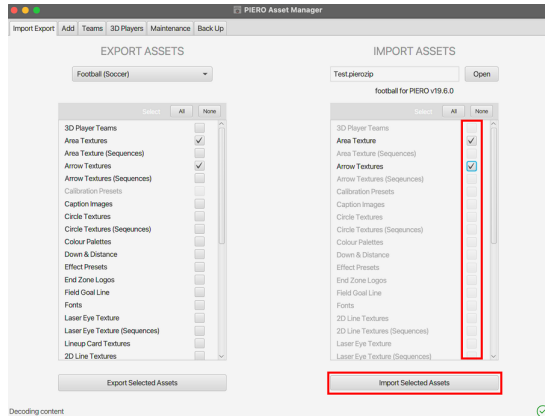 PIERO Asset Manager
Import Export Add Teams 3D Players Maintenance Back Up
EXPORT ASSETS
Football (Soccer)
Select All None
3D Player Teams
Area Textures
Area Texture (Sequences)
Arrow Textures
Arrow Textures (Sequences)
Calibration Presets
Caption Images
Circle Textures
Circle Textures (Seqeunces)
Colour Palettes
Down & Distance
Effect Presets
End Zone Logos
Field Goal Line
Fonts
Laser Eye Texture
Laser Eye Texture (Sequences)
Lineup Card Textures
2D Line Textures
Export Selected Assets
IMPORT ASSETS
Test.pierozip Open
football for PIERO v19.6.0
Select All None
3D Player Teams
Area Texture
Area Texture (Sequences)
Arrow Textures
Arrow Textures (Seqeunces)
Calibration Presets
Caption Images
Circle Textures
Circle Textures (Seqeunces)
Colour Palettes
Down & Distance
Effect Presets
End Zone Logos
Field Goal Line
Fonts
2D Line Textures
2D Line Textures (Sequences)
Laser Eye Texture
Laser Eye Texture (Sequences)
Import Selected Assets
Decoding content